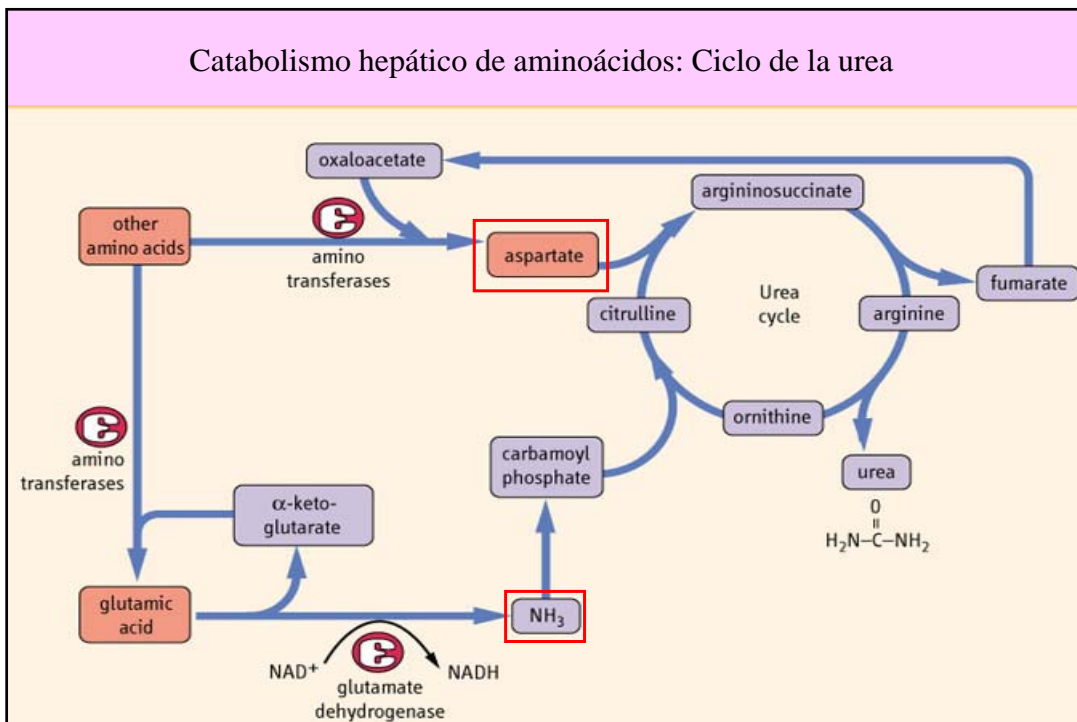 Catabolismo hepático de aminoácidos: Ciclo de la urea
oxaloacetate
argininosuccinate
other
amino acids
amino
transferases
aspartate
fumarate
citrulline
Urea
cycle
arginine
ornithine
amino
transferases
carbamoyl
phosphate
urea
α-keto-
glutarate
O
H₂N–C–NH₂
glutamic
acid
NH₃
NAD⁺
NADH
glutamate
dehydrogenase